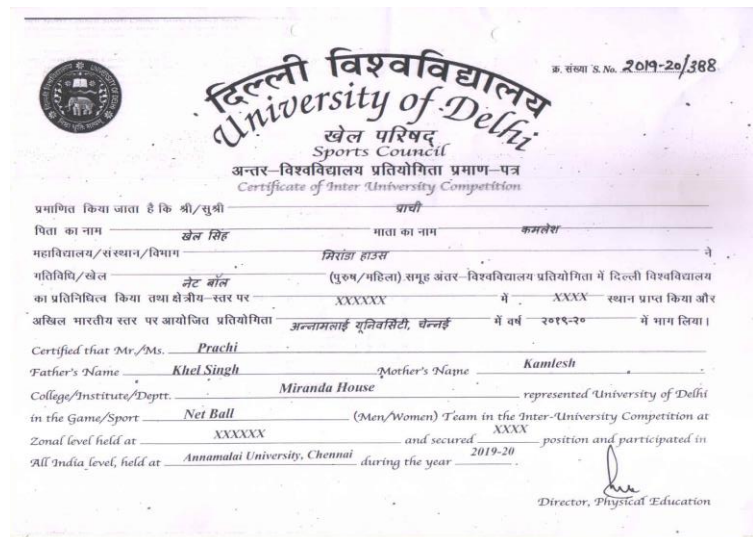 क्र. संख्या S. No. 2019-20/388
दिल्ली विश्वविद्यालय
University of Delhi
खेल परिषद्
Sports Council
अन्तर–विश्वविद्यालय प्रतियोगिता प्रमाण–पत्र
Certificate of Inter University Competition
प्रमाणित किया जाता है कि श्री/सुश्री प्राची
पिता का नाम खेल सिंह माता का नाम कमलेश
महाविद्यालय/संस्थान/विभाग मिरांडा हाउस ने
गतिविधि/खेल नेट बॉल (पुरुष/महिला) समूह अंतर–विश्वविद्यालय प्रतियोगिता में दिल्ली विश्वविद्यालय
का प्रतिनिधित्व किया तथा क्षेत्रीय–स्तर पर XXXXXX में XXXX स्थान प्राप्त किया और
अखिल भारतीय स्तर पर आयोजित प्रतियोगिता अन्नामलाई यूनिवर्सिटी, चेन्नई में वर्ष २०१९-२० में भाग लिया।
Certified that Mr./Ms. Prachi
Father's Name Khel Singh Mother's Name Kamlesh
College/Institute/Deptt. Miranda House represented University of Delhi
in the Game/Sport Net Ball (Men/Women) Team in the Inter-University Competition at
Zonal level held at XXXXXX and secured XXXX position and participated in
All India level, held at Annamalai University, Chennai during the year 2019-20.
Director, Physical Education